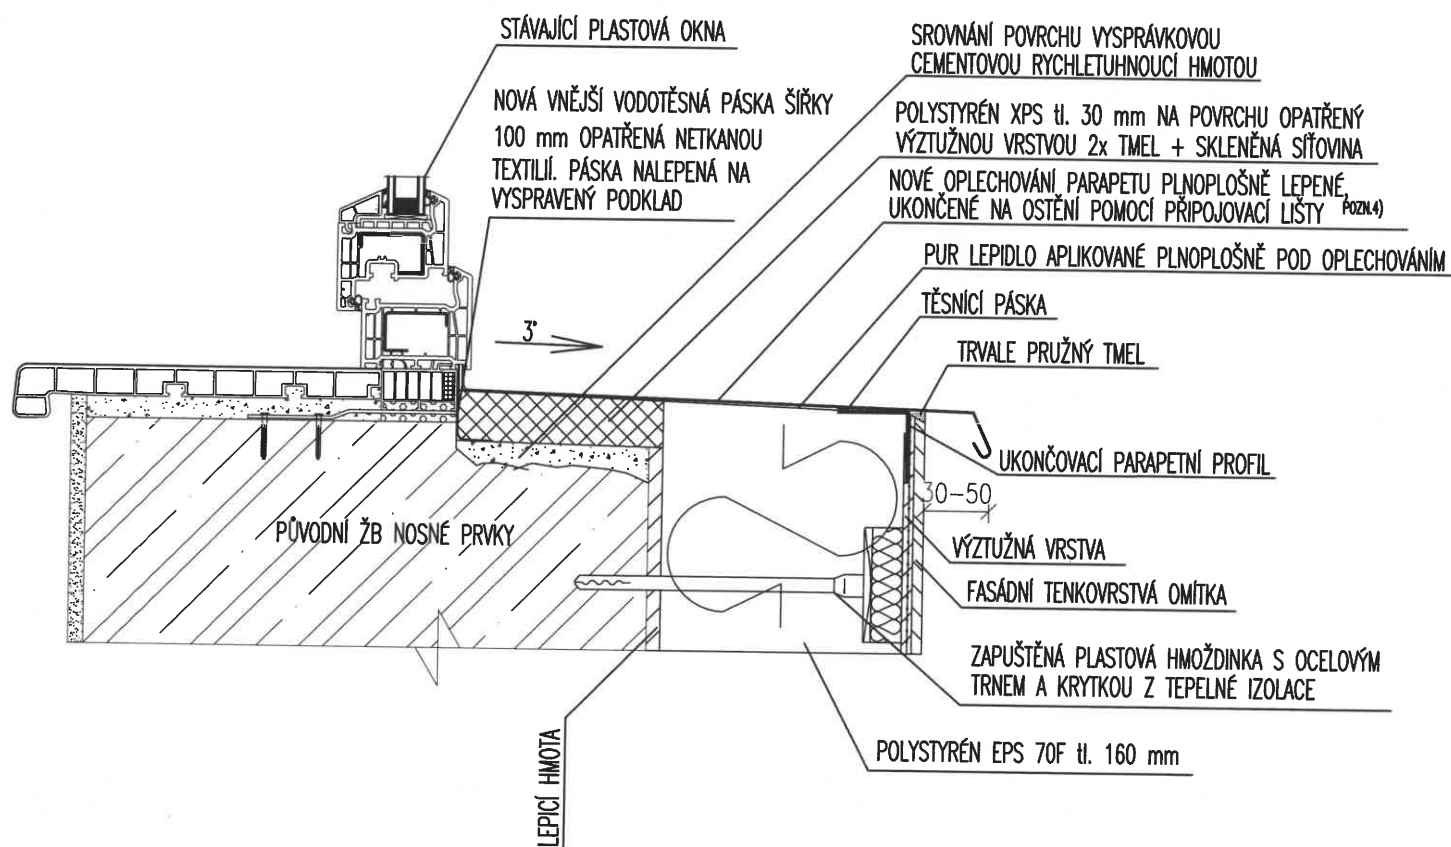 STÁVAJÍCÍ PLASTOVÁ OKNA
NOVÁ VNĚJŠÍ VODOTĚSNÁ PÁSKA ŠÍŘKY
100 mm OPATŘENÁ NETKANOU
TEXTILIÍ. PÁSKA NALEPENÁ NA
VYSPRAVENÝ PODKLAD
SROVNÁNÍ POVRCHU VYSPRÁVKOVOU
CEMENTOVOU RYCHLETUHNOUCÍ HMOTOU
POLYSTYRÉN XPS tl. 30 mm NA POVRCHU OPATŘENÝ
VÝZTUŽNOU VRSTVOU 2x TMEL + SKLENĚNÁ SÍŤOVINA
NOVÉ OPLECHOVÁNÍ PARAPETU PLNOPLOŠNĚ LEPENÉ,
UKONČENÉ NA OSTĚNÍ POMOCÍ PŘIPOJOVACÍ LIŠTY POZN.4)
PUR LEPIDLO APLIKOVANÉ PLNOPLOŠNĚ POD OPLECHOVÁNÍM
TĚSNÍCÍ PÁSKA
3°
TRVALE PRUŽNÝ TMEL
UKONČOVACÍ PARAPETNÍ PROFIL
30-50
PŮVODNÍ ŽB NOSNÉ PRVKY
VÝZTUŽNÁ VRSTVA
FASÁDNÍ TENKOVRSTVÁ OMÍTKA
ZAPUŠTĚNÁ PLASTOVÁ HMOŽDINKA S OCELOVÝM
TRNEM A KRYTKOU Z TEPELNÉ IZOLACE
POLYSTYRÉN EPS 70F tl. 160 mm
LEPICÍ HMOTA